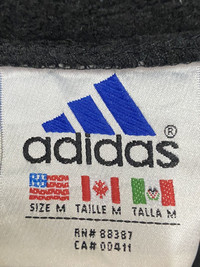 adidas®
SIZE M TAILLE M TALLA M
RN# 88387
CA# 00411